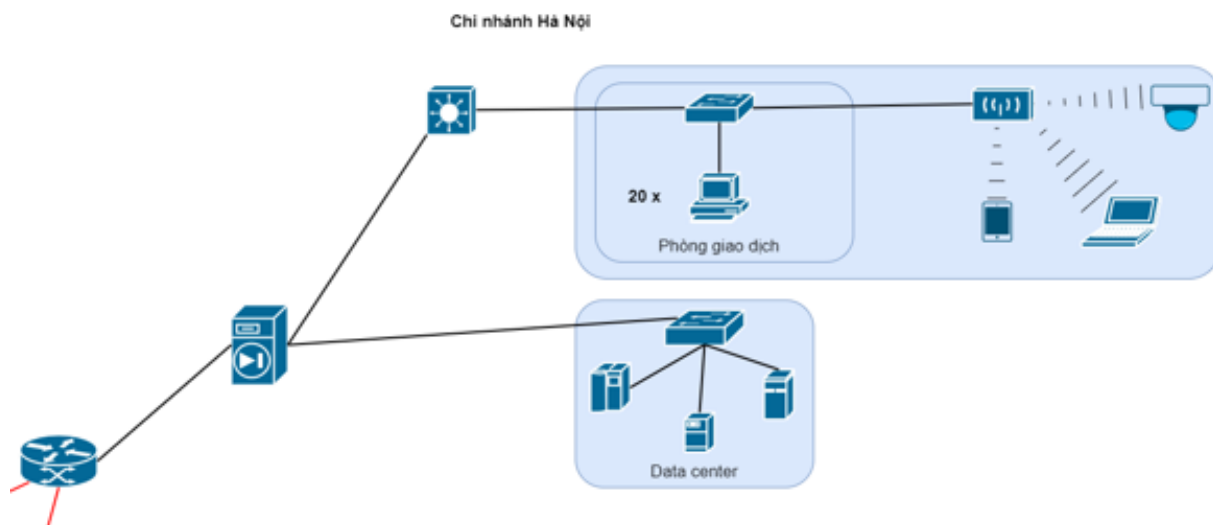 Chi nhánh Hà Nội
20 x
Phòng giao dịch
Data center